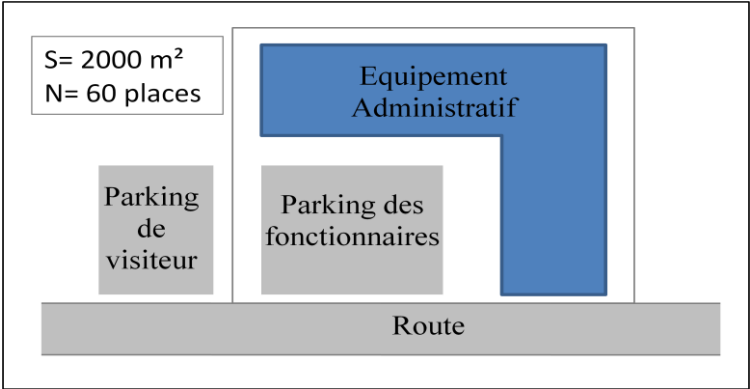 S= 2000 m²
N= 60 places
Equipement
Administratif
Parking
de
visiteur
Parking des
fonctionnaires
Route